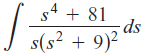 ∫ (s⁴ + 81) / (s(s² + 9)²) ds